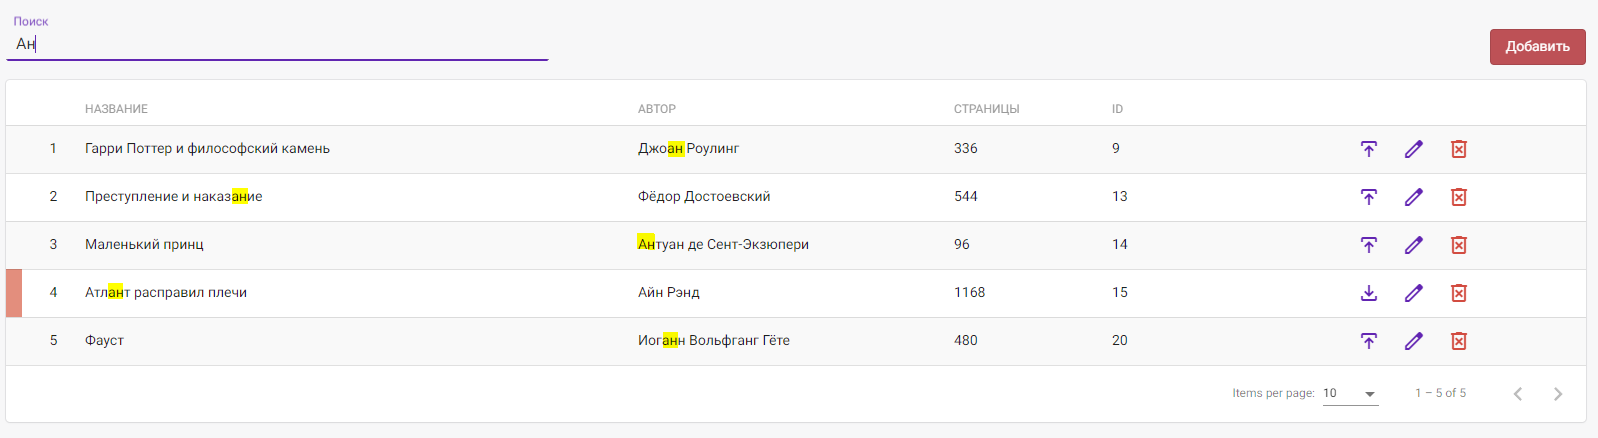 Поиск
Ан
Добавить
НАЗВАНИЕ АВТОР СТРАНИЦЫ ID
1 Гарри Поттер и философский камень Джоан Роулинг 336 9
2 Преступление и наказание Фёдор Достоевский 544 13
3 Маленький принц Антуан де Сент-Экзюпери 96 14
4 Атлант расправил плечи Айн Рэнд 1168 15
5 Фауст Иоганн Вольфганг Гёте 480 20
Items per page: 10 1 – 5 of 5